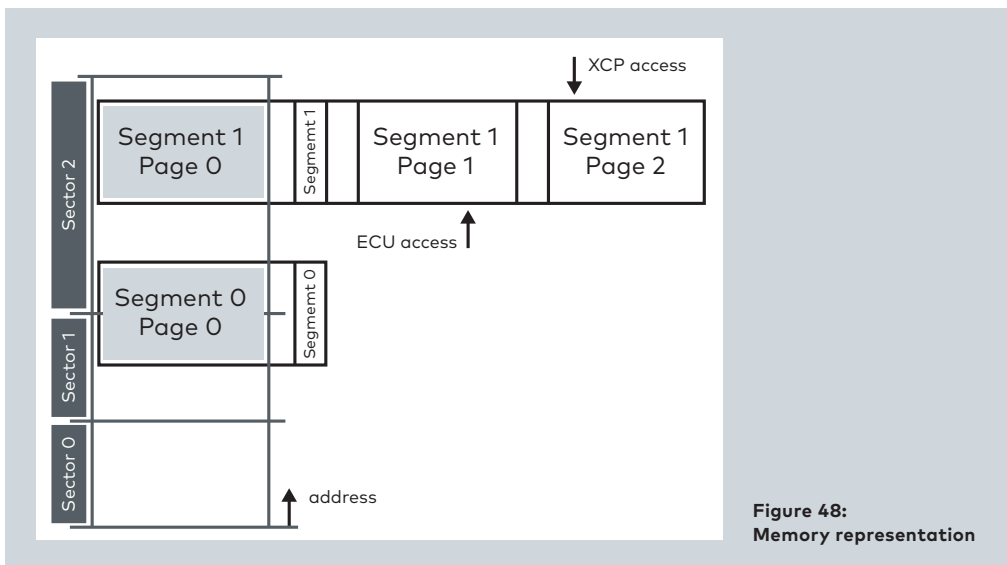 XCP access
Sector 2
Segment 1
Page 0
Segmemt 1
Segment 1
Page 1
Segment 1
Page 2
ECU access
Segment 0
Page 0
Segmemt 0
Sector 1
Sector 0
address
Figure 48:
Memory representation